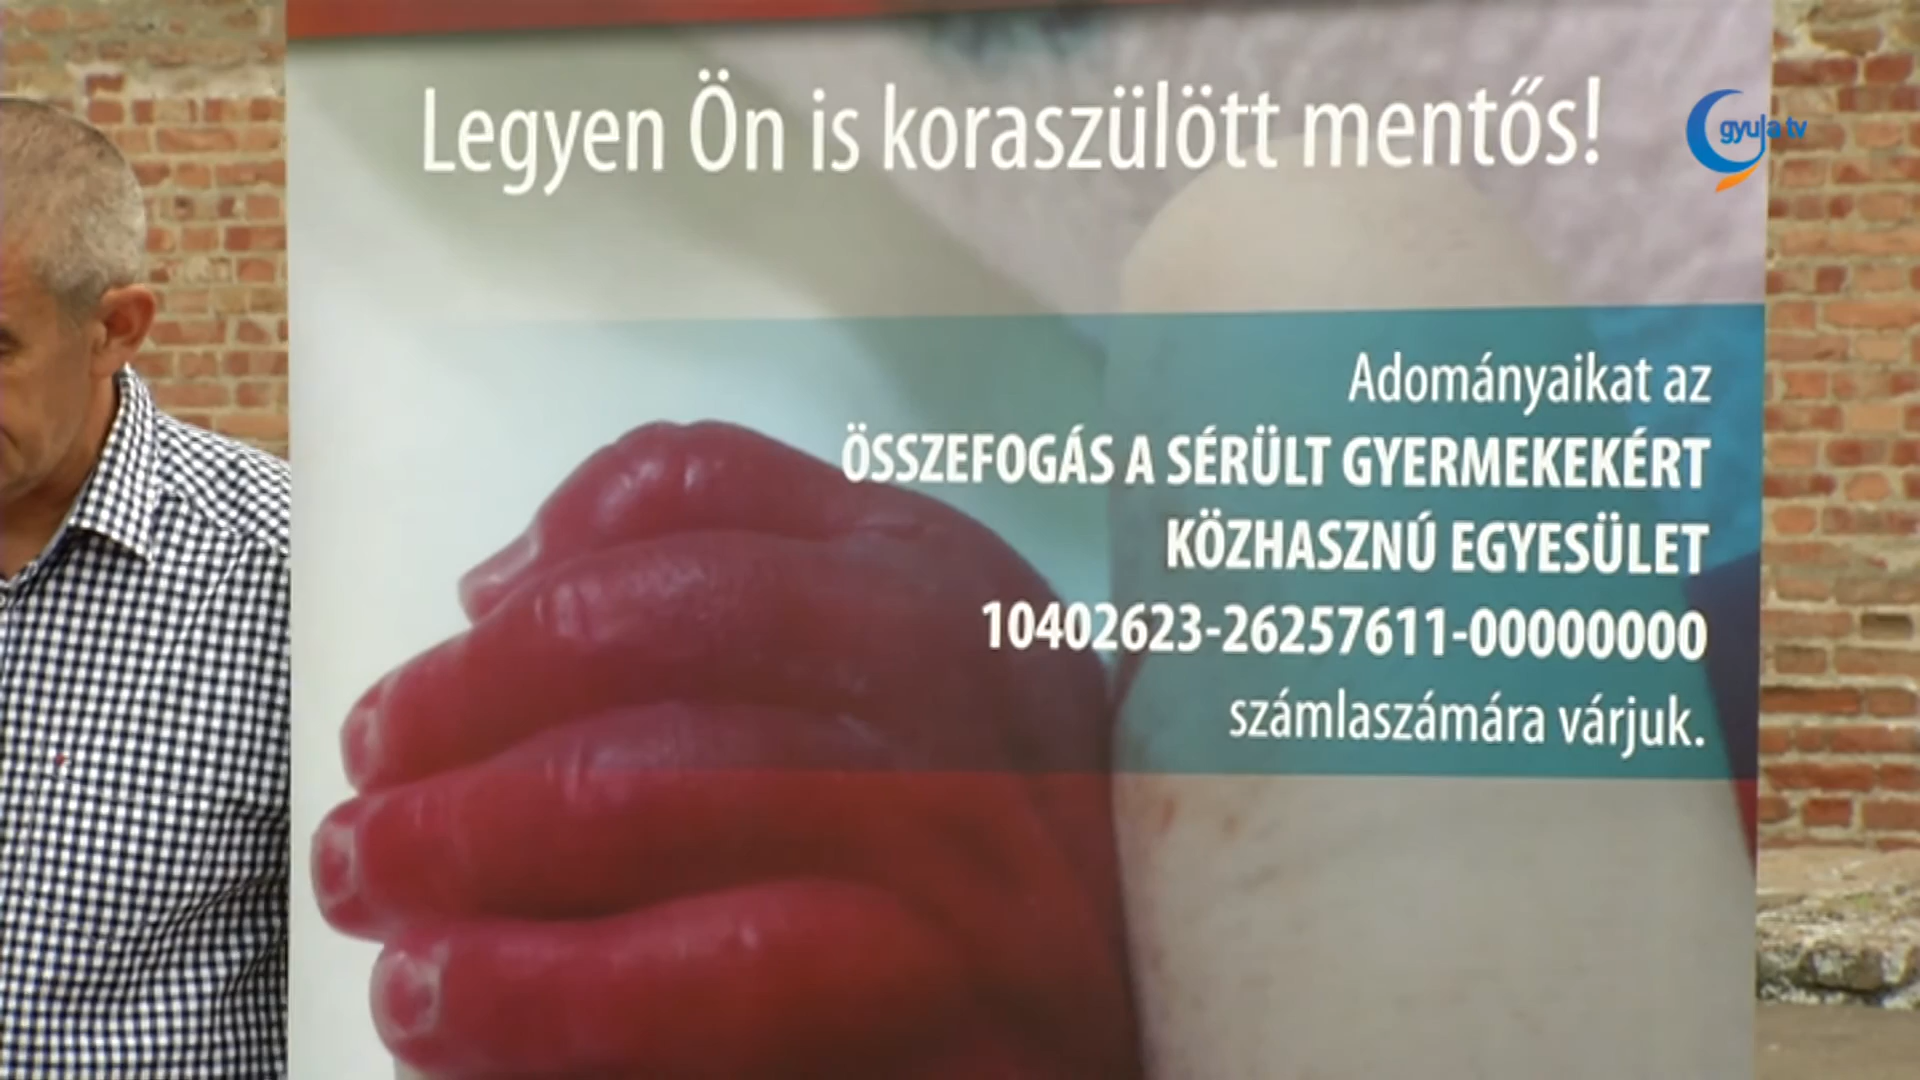 Legyen Ön is koraszülött mentős!
gyula tv
Adományaikat az
ÖSSZEFOGÁS A SÉRÜLT GYERMEKEKÉRT
KÖZHASZNÚ EGYESÜLET
10402623-26257611-00000000
számlaszámára várjuk.